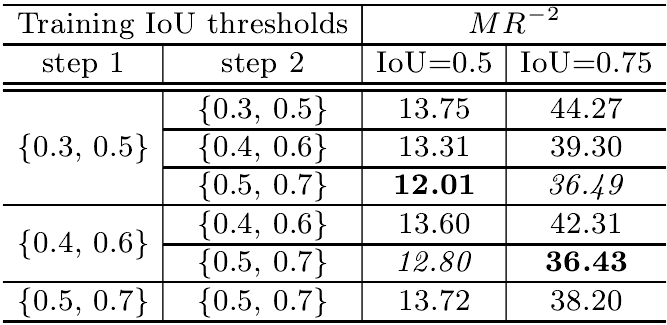 Training IoU thresholds MR⁻²
step 1 step 2 IoU=0.5 IoU=0.75
{0.3, 0.5} {0.3, 0.5} 13.75 44.27
{0.4, 0.6} 13.31 39.30
{0.5, 0.7} 12.01 36.49
{0.4, 0.6} {0.4, 0.6} 13.60 42.31
{0.5, 0.7} 12.80 36.43
{0.5, 0.7} {0.5, 0.7} 13.72 38.20